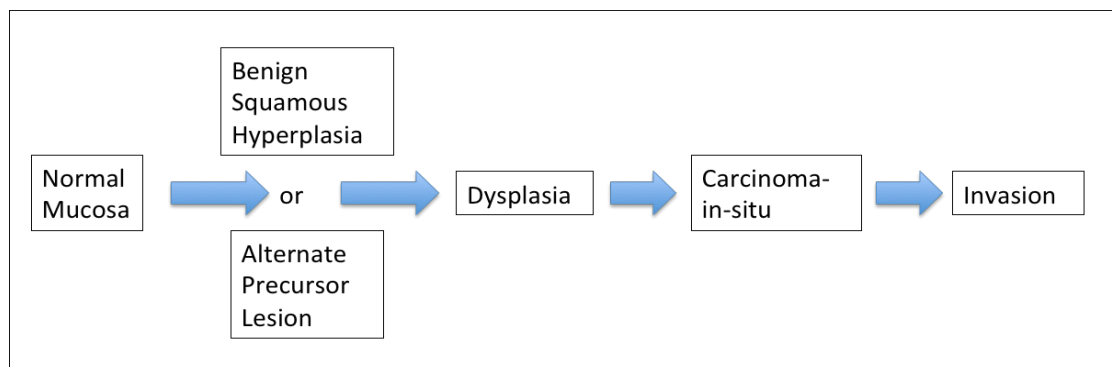 Normal
Mucosa
Benign
Squamous
Hyperplasia
or
Alternate
Precursor
Lesion
Dysplasia
Carcinoma-
in-situ
Invasion